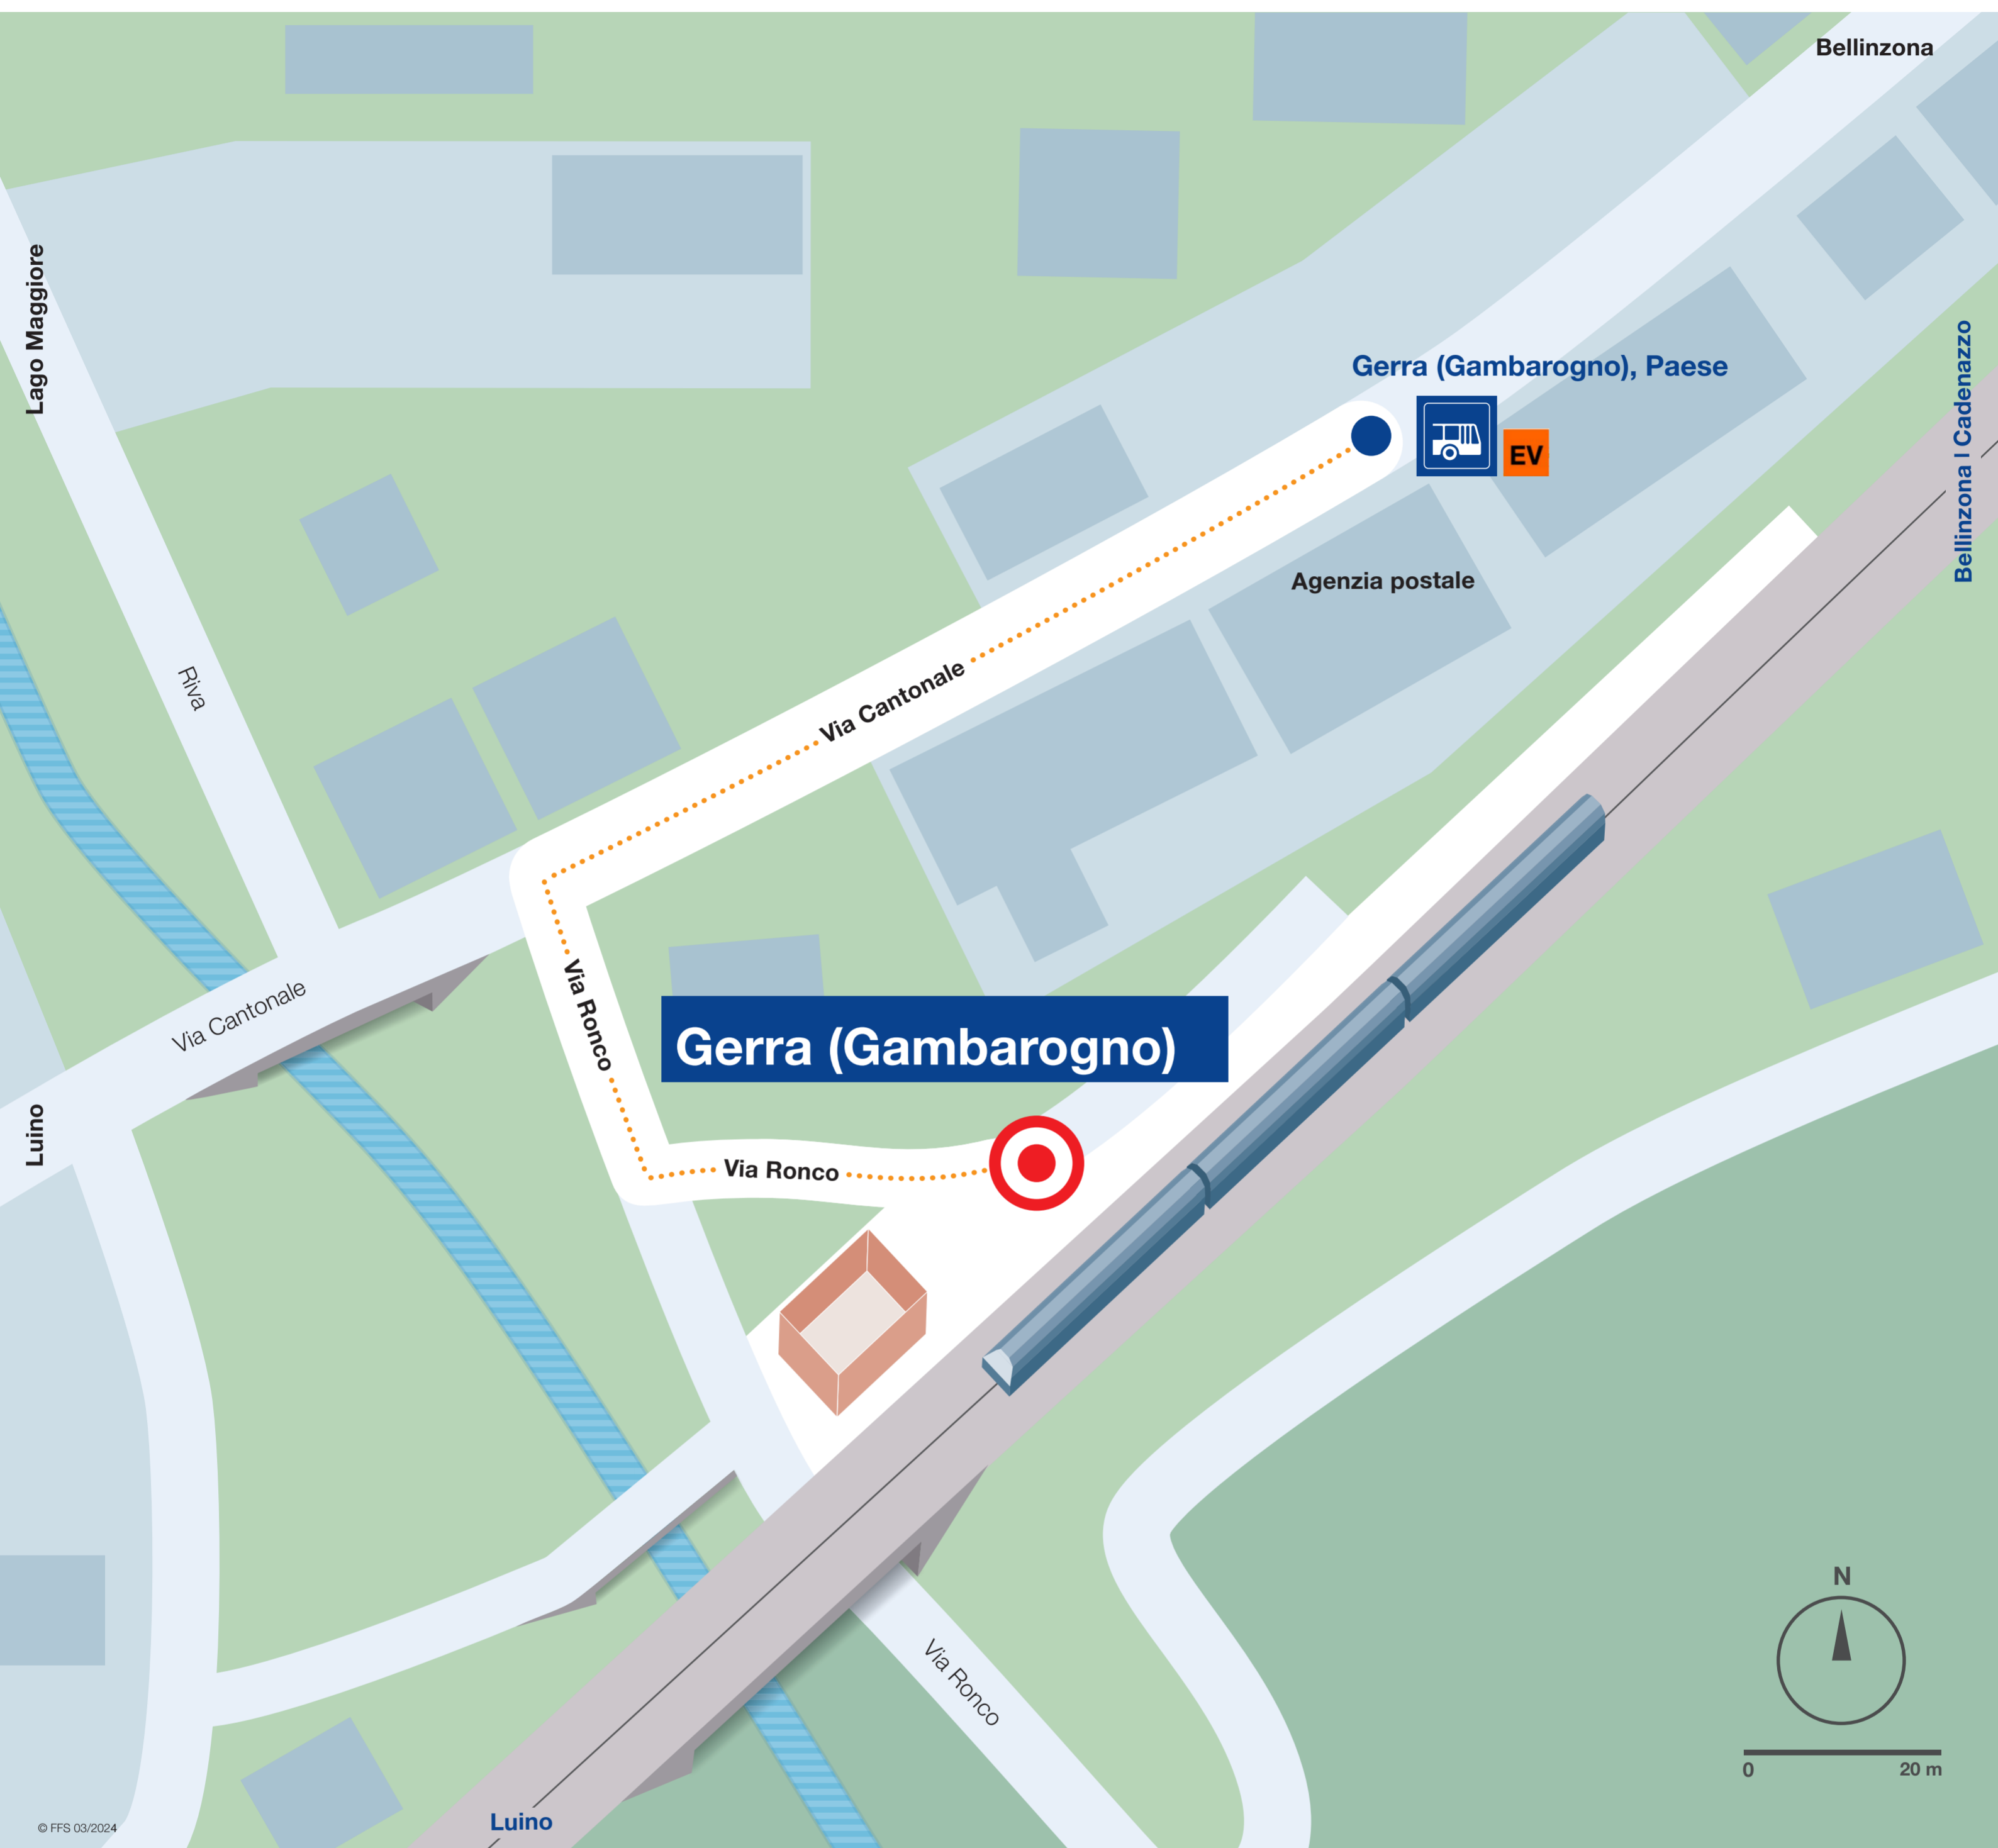 Bellinzona
Lago Maggiore
Gerra (Gambarogno), Paese
EV
Bellinzona I Cadenazzo
Agenzia postale
Riva
Via Cantonale
Via Ronco
Via Cantonale
Gerra (Gambarogno)
Luino
Via Ronco
Via Ronco
N
0 20 m
Luino
© FFS 03/2024